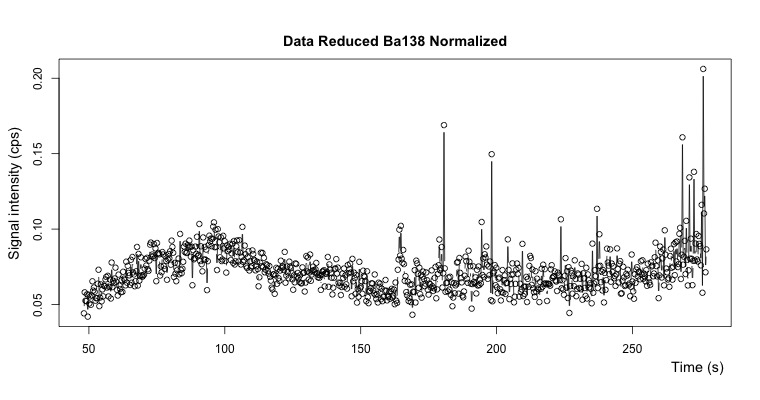 Data Reduced Ba138 Normalized
Signal intensity (cps)
0.20
0.15
0.10
0.05
50 100 150 200 250
Time (s)